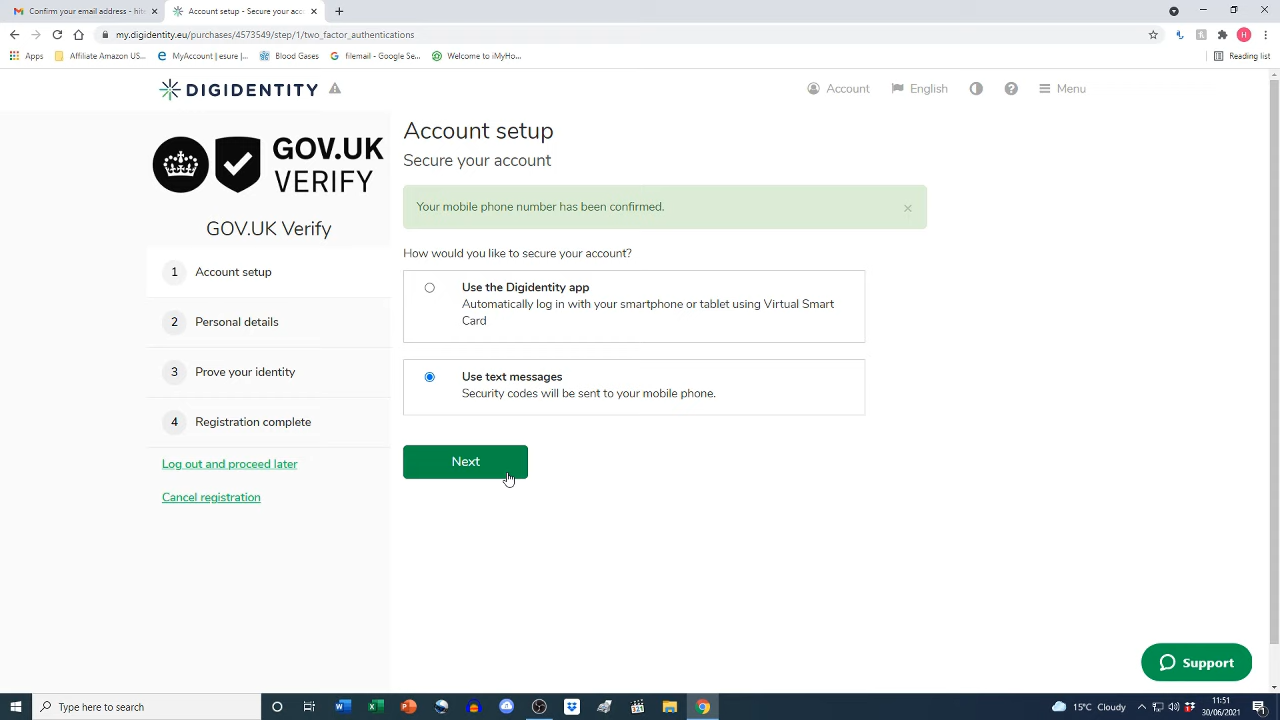 Confirm your email address - hite
Account setup - Secure your acc
my.digidentity.eu/purchases/4573549/step/1/two_factor_authentications
H
Apps
Affiliate Amazon US...
MyAccount | esure |...
Blood Gases
filemail - Google Se...
Welcome to iMyHo...
Reading list
DIGIDENTITY
Account
English
Menu
GOV.UK
VERIFY
GOV.UK Verify
1 Account setup
2 Personal details
3 Prove your identity
4 Registration complete
Log out and proceed later
Cancel registration
Account setup
Secure your account
Your mobile phone number has been confirmed.
How would you like to secure your account?
Use the Digidentity app
Automatically log in with your smartphone or tablet using Virtual Smart
Card
Use text messages
Security codes will be sent to your mobile phone.
Next
Support
Type here to search
15°C Cloudy
11:51
30/06/2021